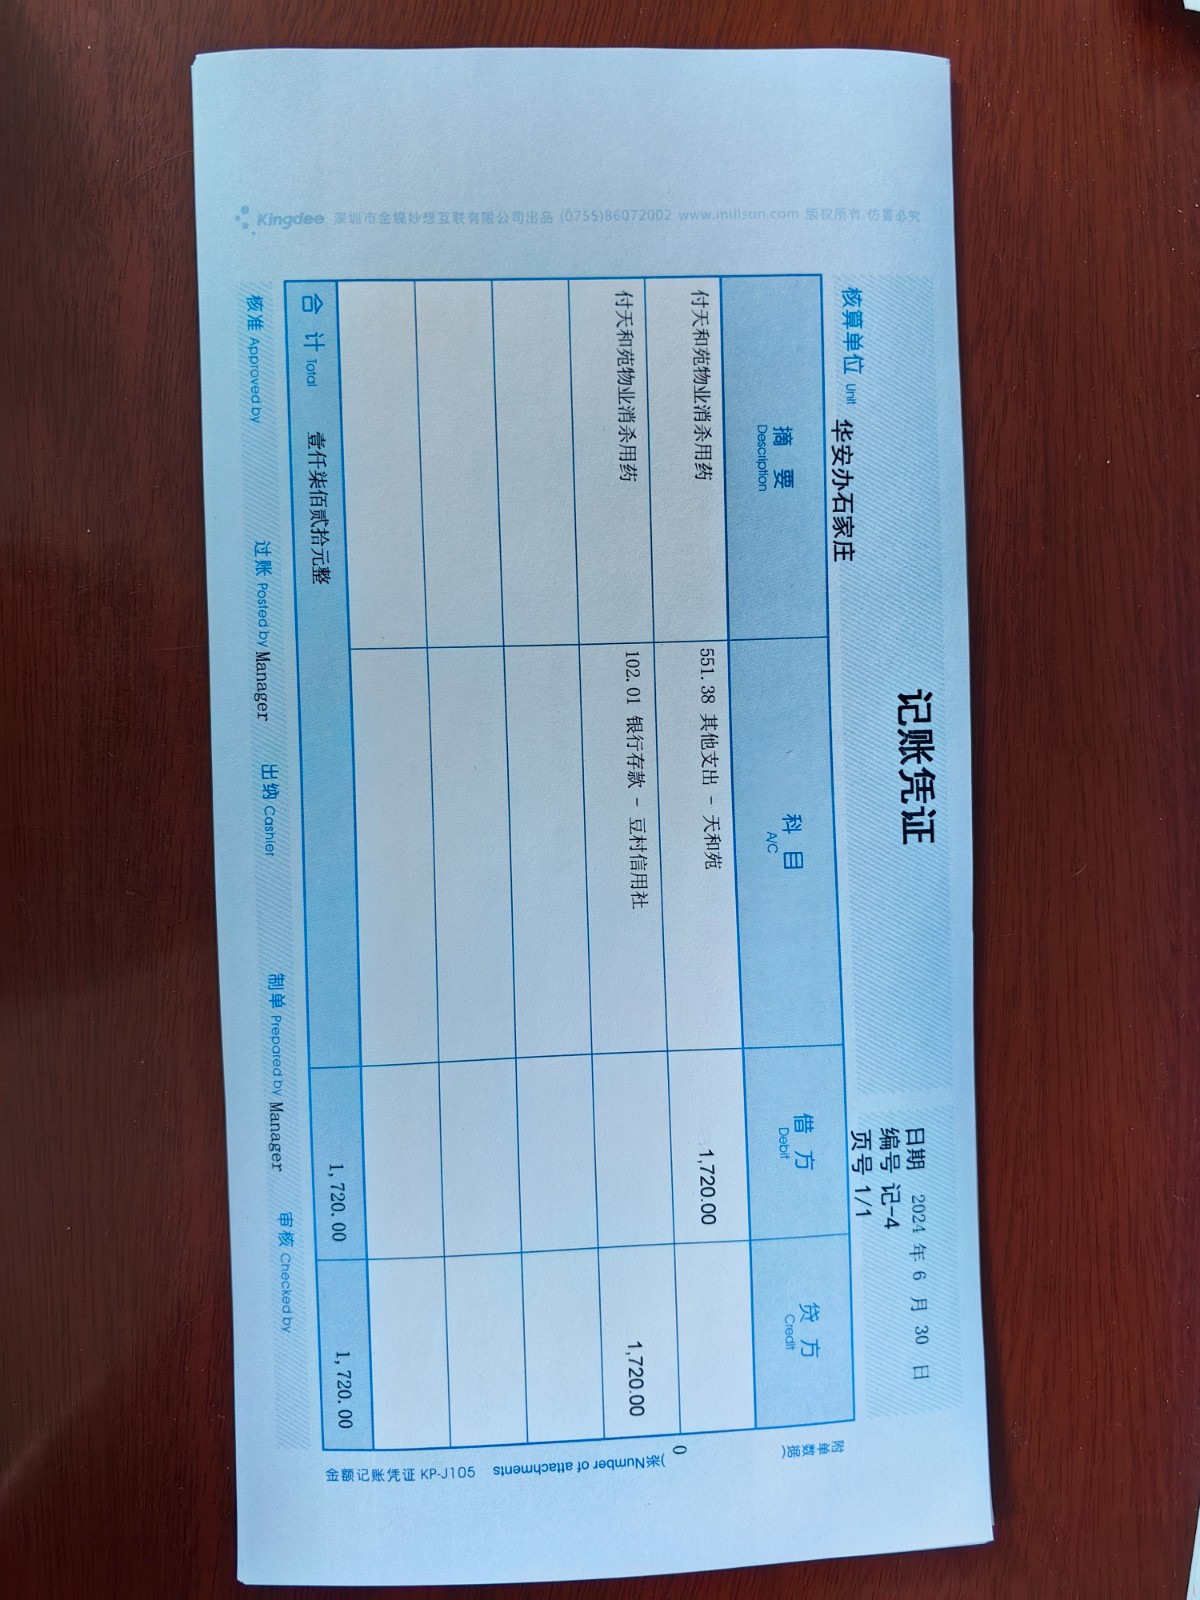 记账凭证
日期 2024 年 6 月 30 日
编号 记-4
核算单位 Unit 华安办石家庄
页号 1/1
摘要 科目 借方 贷方
Description A/C Debit Credit
付天和苑物业消杀用药 551.38 其他支出 - 天和苑 1,720.00
付天和苑物业消杀用药 102.01 银行存款 - 豆村信用社 1,720.00
合计 Total 壹仟柒佰贰拾元整 1,720.00 1,720.00
核准 Approved by 过账 Posted by Manager 出纳 Cashier 制单 Prepared by Manager 审核 Checked by
附单数据)
0
张)Number of attachments
金额记账凭证 KP-J105
Kingdee 深圳市金蝶妙想互联有限公司出品 (0755)86072002 www.millsun.com 版权所有 仿冒必究